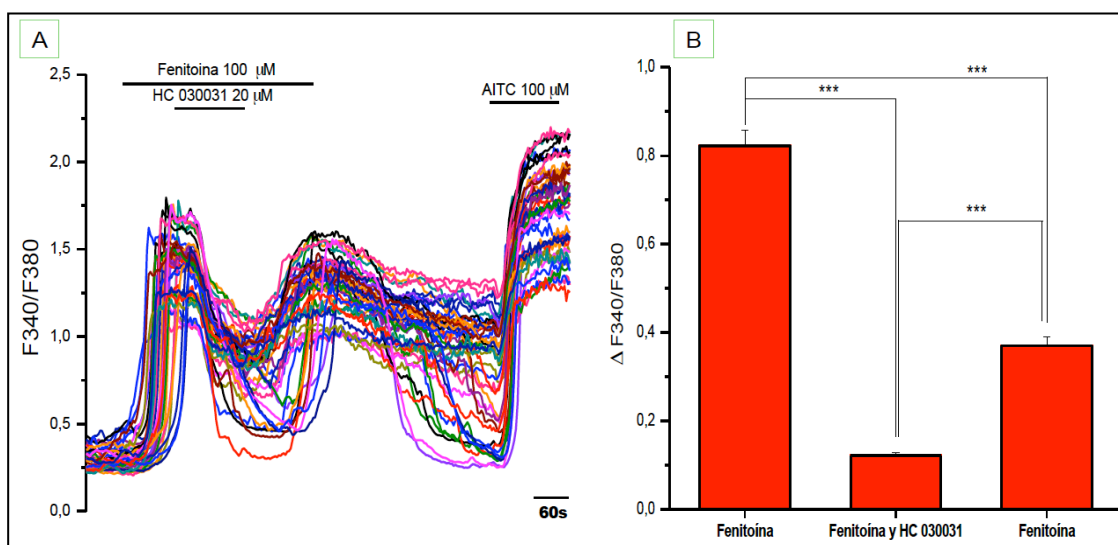 A
Fenitoina 100 µM
HC 030031 20 µM
AITC 100 µM
2,5
2,0
1,5
1,0
0,5
0,0
F340/F380
60s
B
1,0
0,8
0,6
0,4
0,2
0,0
Δ F340/F380
***
***
***
Fenitoína
Fenitoína y HC 030031
Fenitoína